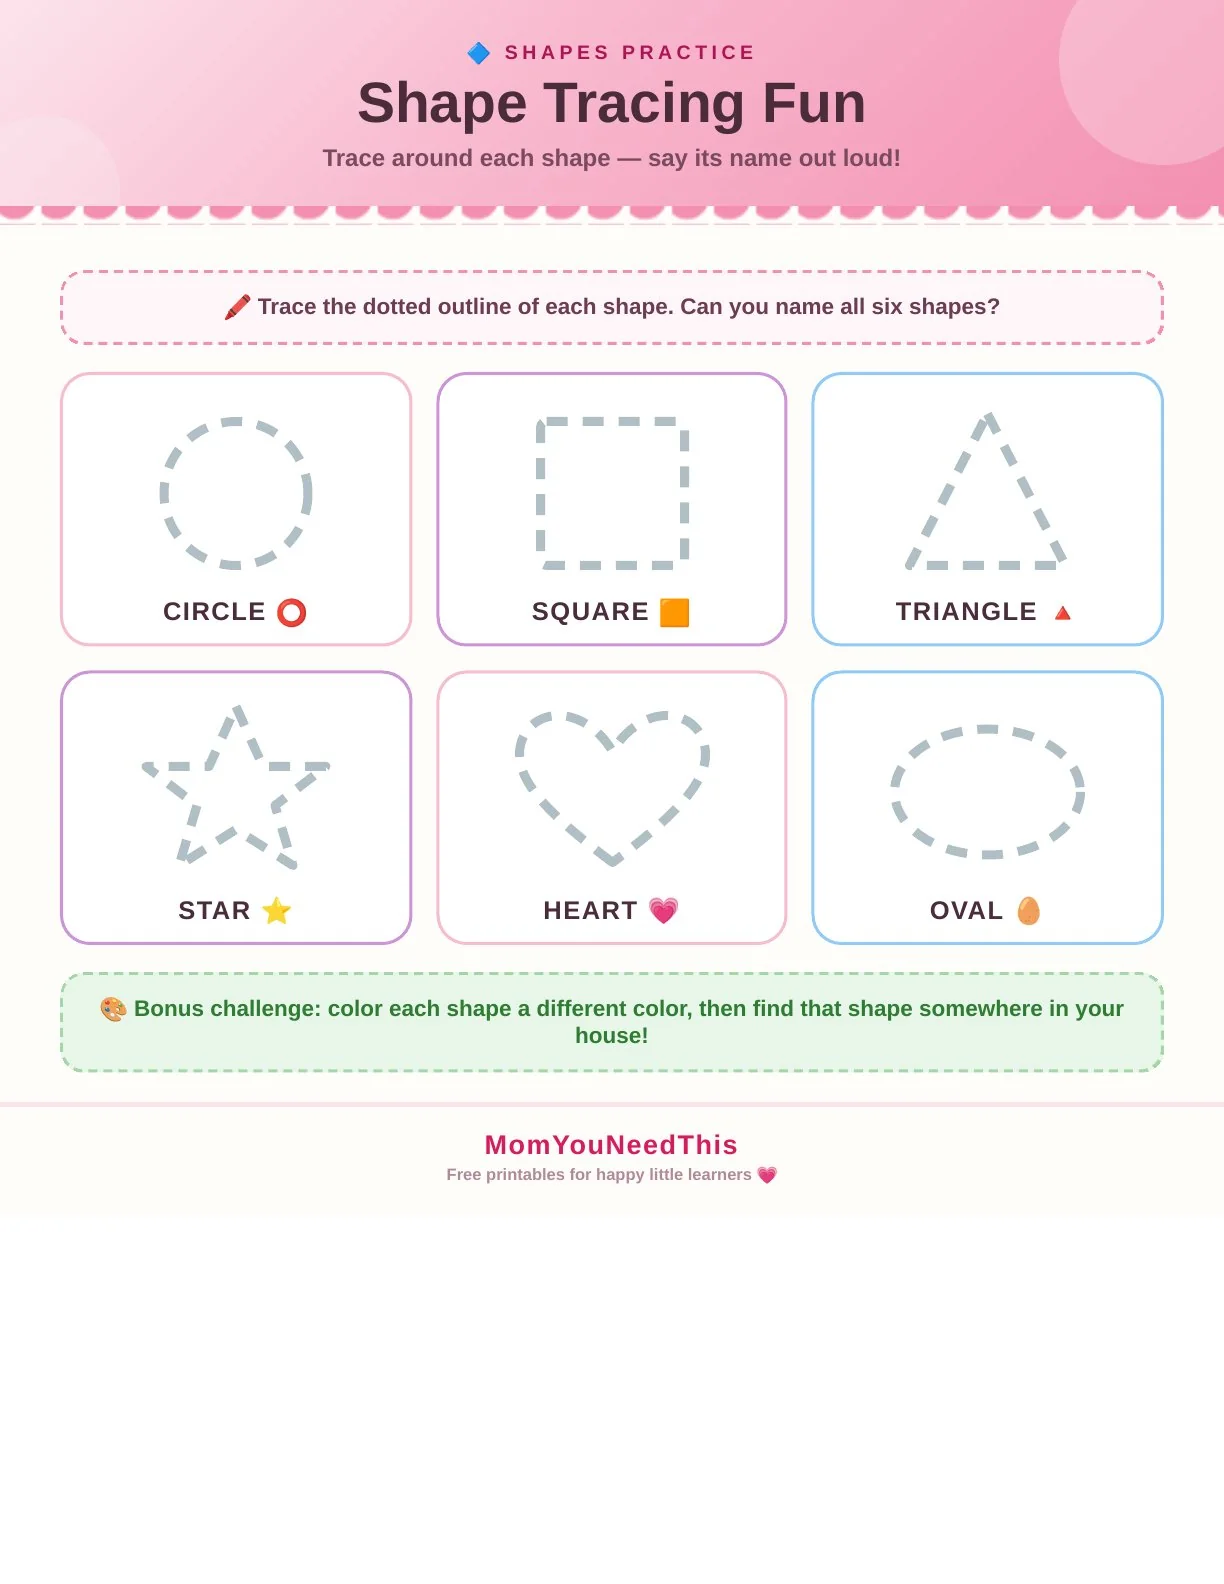 🔷 SHAPES PRACTICE
Shape Tracing Fun
Trace around each shape — say its name out loud!
🖍️ Trace the dotted outline of each shape. Can you name all six shapes?
CIRCLE ⭕
SQUARE 🟧
TRIANGLE 🔺
STAR ⭐
HEART 💗
OVAL 🥚
🎨 Bonus challenge: color each shape a different color, then find that shape somewhere in your
house!
MomYouNeedThis
Free printables for happy little learners 💗